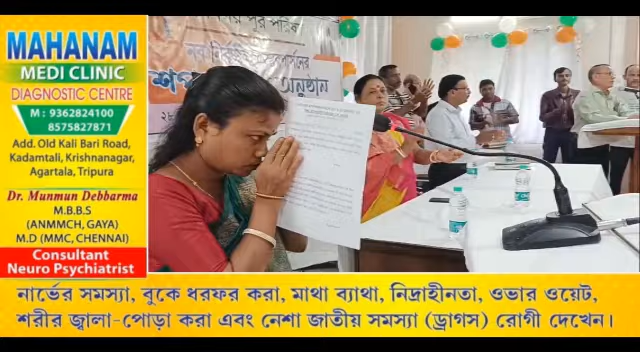 MAHANAM
MEDI CLINIC
DIAGNOSTIC CENTRE
M : 9362824100
8575827871
Add. Old Kali Bari Road,
Kadamtali, Krishnanagar,
Agartala, Tripura
Dr. Munmun Debbarma
M.B.B.S
(ANMMCH, GAYA)
M.D (MMC, CHENNAI)
Consultant
Neuro Psychiatrist
পুর পরিষদ
অনুষ্ঠান
নার্ভের সমস্যা, বুকে ধরফর করা, মাথা ব্যাথা, নিদ্রাহীনতা, ওভার ওয়েট,
শরীর জ্বালা-পোড়া করা এবং নেশা জাতীয় সমস্যা (ড্রাগস) রোগী দেখেন।